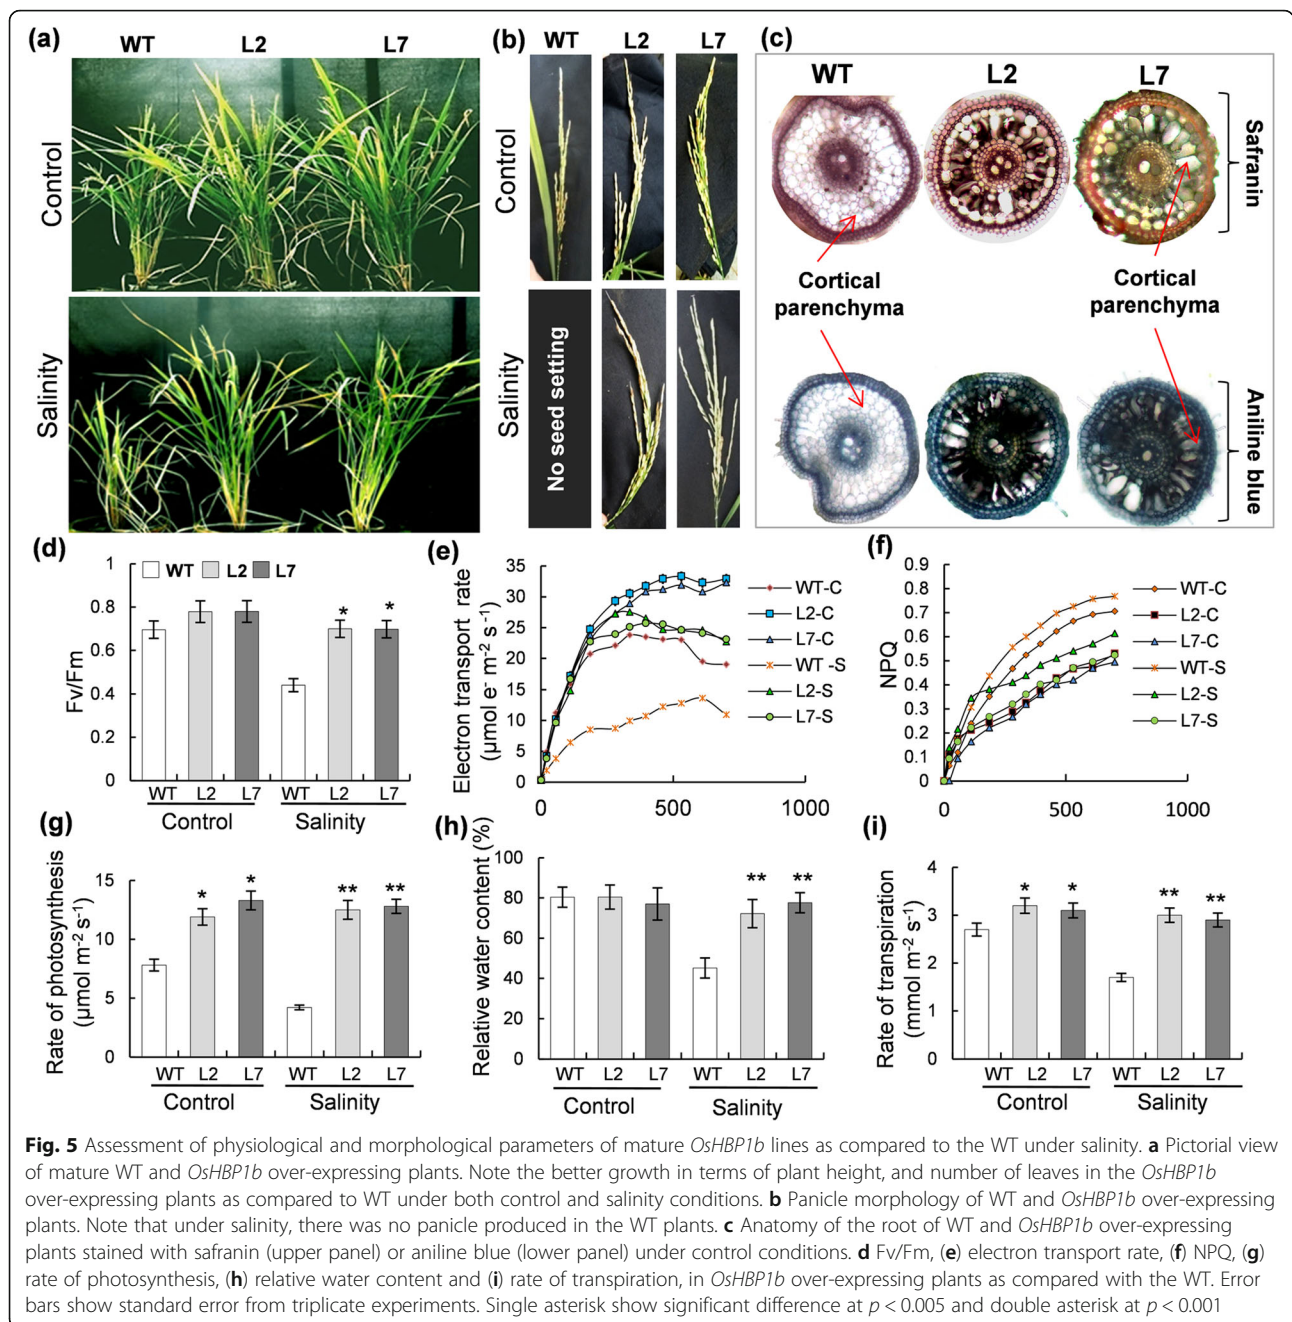 (a)
WT L2 L7
Control
Salinity
(b)
WT L2 L7
Control
Salinity
No seed setting
(c)
WT L2 L7
Safranin
Cortical
parenchyma
Cortical
parenchyma
Aniline blue
(d)
Fv/Fm
1
0.8
0.6
0.4
0.2
0
WT L2 L7
* *
WT L2 L7 WT L2 L7
Control Salinity
(e)
Electron transport rate
(µmol e⁻ m⁻² s⁻¹)
35
30
25
20
15
10
5
0
0 500 1000
WT-C
L2-C
L7-C
WT -S
L2-S
L7-S
(f)
NPQ
0.9
0.8
0.7
0.6
0.5
0.4
0.3
0.2
0.1
0
0 500 1000
WT-C
L2-C
L7-C
WT-S
L2-S
L7-S
(g)
Rate of photosynthesis
(µmol m⁻² s⁻¹)
15
10
5
0
* * ** **
WT L2 L7 WT L2 L7
Control Salinity
(h)
Relative water content (%)
100
80
60
40
20
0
** **
WT L2 L7 WT L2 L7
Control Salinity
(i)
Rate of transpiration
(mmol m⁻² s⁻¹)
4
3
2
1
0
* * ** **
WT L2 L7 WT L2 L7
Control Salinity
Fig. 5 Assessment of physiological and morphological parameters of mature OsHBP1b lines as compared to the WT under salinity. a Pictorial view
of mature WT and OsHBP1b over-expressing plants. Note the better growth in terms of plant height, and number of leaves in the OsHBP1b
over-expressing plants as compared to WT under both control and salinity conditions. b Panicle morphology of WT and OsHBP1b over-expressing
plants. Note that under salinity, there was no panicle produced in the WT plants. c Anatomy of the root of WT and OsHBP1b over-expressing
plants stained with safranin (upper panel) or aniline blue (lower panel) under control conditions. d Fv/Fm, (e) electron transport rate, (f) NPQ, (g)
rate of photosynthesis, (h) relative water content and (i) rate of transpiration, in OsHBP1b over-expressing plants as compared with the WT. Error
bars show standard error from triplicate experiments. Single asterisk show significant difference at p < 0.005 and double asterisk at p < 0.001